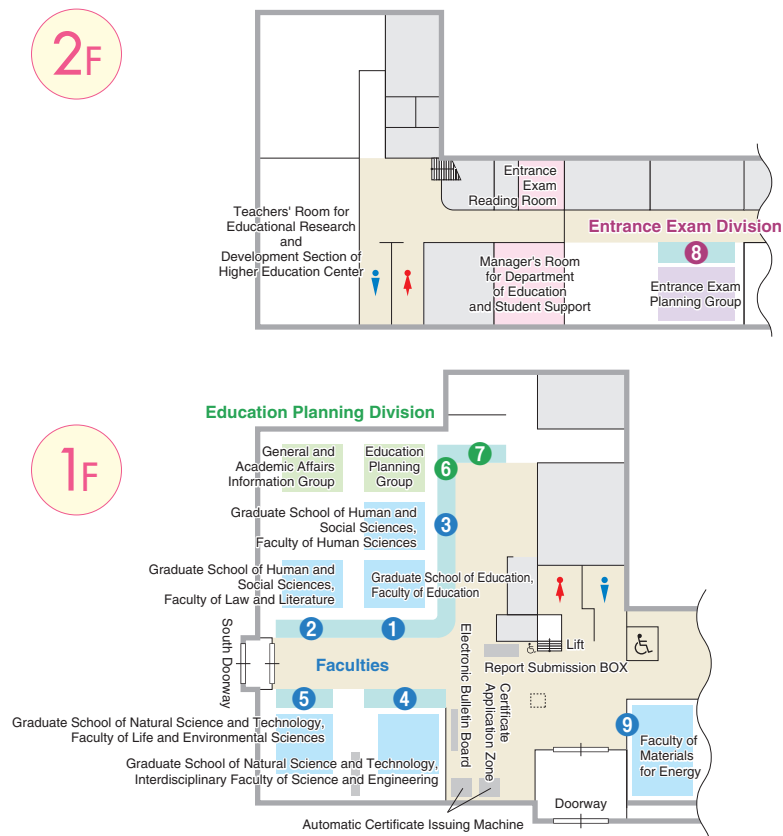 2F
Entrance
Exam
Reading Room
Teachers' Room for
Educational Research
and
Development Section of
Higher Education Center
Entrance Exam Division
8
Manager's Room
for Department
of Education
and Student Support
Entrance Exam
Planning Group
1F
Education Planning Division
General and
Academic Affairs
Information Group
Education
Planning
Group
6
7
Graduate School of Human and
Social Sciences,
Faculty of Human Sciences
3
Graduate School of Human and
Social Sciences,
Faculty of Law and Literature
Graduate School of Education,
Faculty of Education
2
1
South Doorway
Faculties
Lift
Report Submission BOX
Electronic Bulletin Board
Certificate
Application Zone
5
4
Graduate School of Natural Science and Technology,
Faculty of Life and Environmental Sciences
Graduate School of Natural Science and Technology,
Interdisciplinary Faculty of Science and Engineering
9
Faculty of
Materials
for Energy
Doorway
Automatic Certificate Issuing Machine